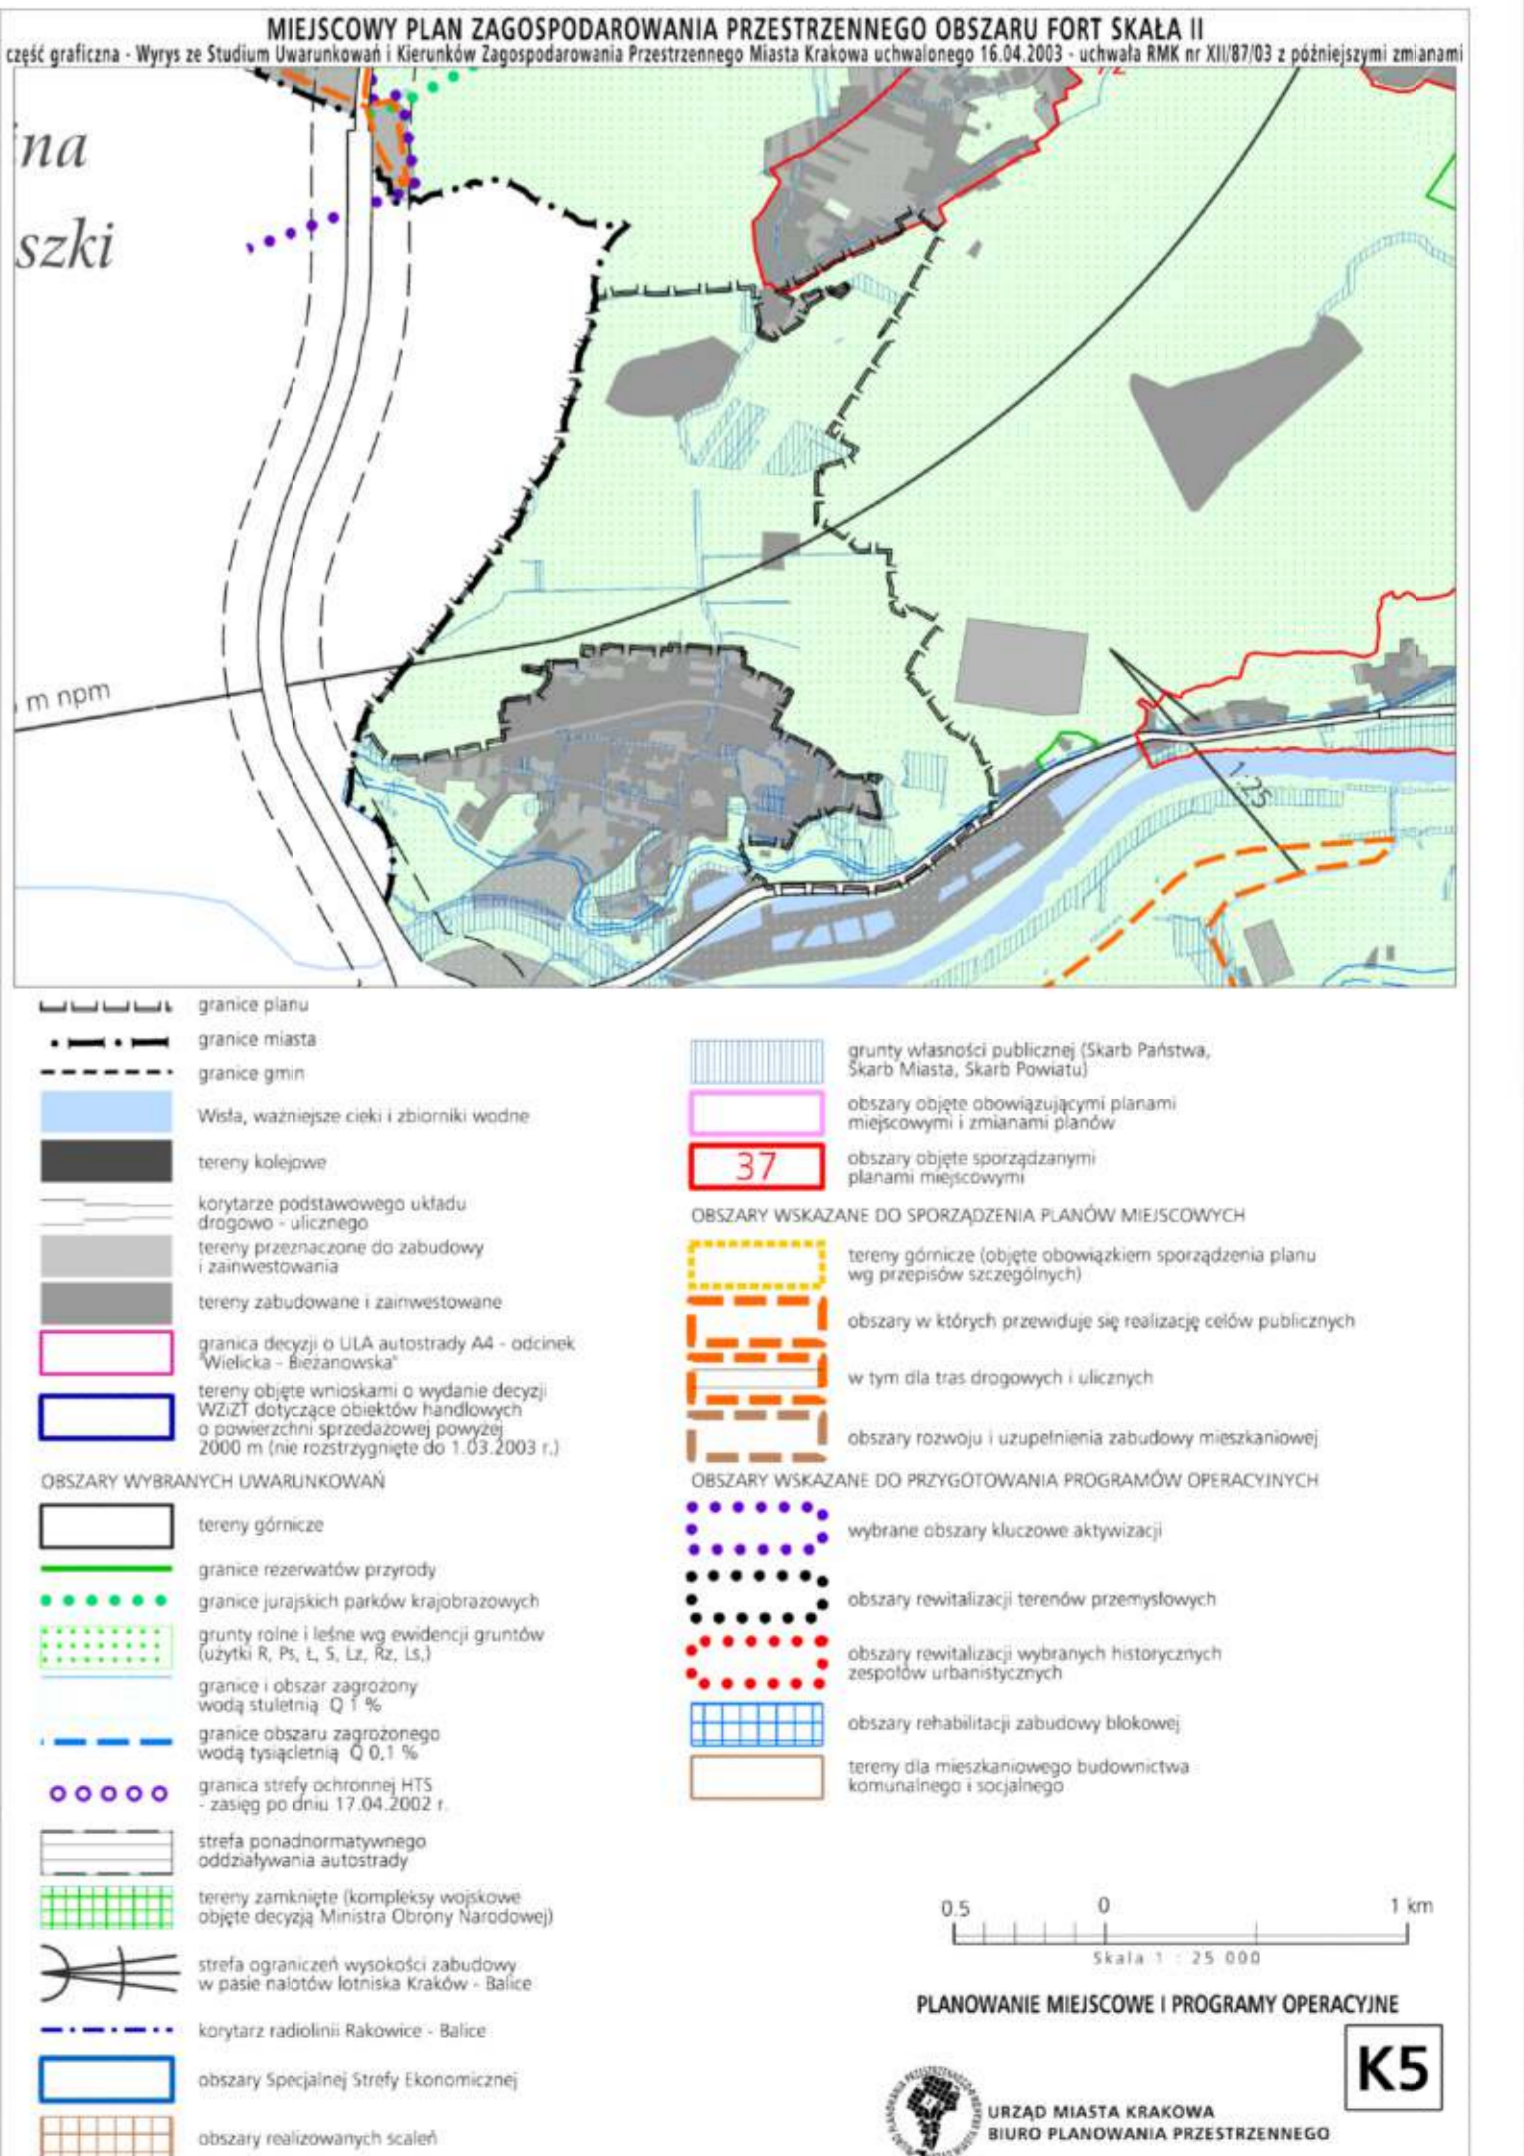 MIEJSCOWY PLAN ZAGOSPODAROWANIA PRZESTRZENNEGO OBSZARU FORT SKAŁA II
część graficzna - Wyrys ze Studium Uwarunkowań i Kierunków Zagospodarowania Przestrzennego Miasta Krakowa uchwalonego 16.04.2003 - uchwała RMK nr XII/87/03 z późniejszymi zmianami
na
szki
m npm
1:25
granice planu
granice miasta
granice gmin
Wisła, ważniejsze cieki i zbiorniki wodne
tereny kolejowe
korytarze podstawowego układu
drogowo - ulicznego
tereny przeznaczone do zabudowy
i zainwestowania
tereny zabudowane i zainwestowane
granica decyzji o ULA autostrady A4 - odcinek
"Wielicka - Bieżanowska"
tereny objęte wnioskami o wydanie decyzji
WZiZT dotyczące obiektów handlowych
o powierzchni sprzedażowej powyżej
2000 m (nie rozstrzygnięte do 1.03.2003 r.)
OBSZARY WYBRANYCH UWARUNKOWAŃ
tereny górnicze
granice rezerwatów przyrody
granice jurajskich parków krajobrazowych
grunty rolne i leśne wg ewidencji gruntów
(użytki R, Ps, Ł, S, Lz, Rz, Ls,)
granice i obszar zagrożony
wodą stuletnią Q 1 %
granice obszaru zagrożonego
wodą tysiącletnią Q 0,1 %
granica strefy ochronnej HTS
- zasięg po dniu 17.04.2002 r.
strefa ponadnormatywnego
oddziaływania autostrady
tereny zamknięte (kompleksy wojskowe
objęte decyzją Ministra Obrony Narodowej)
strefa ograniczeń wysokości zabudowy
w pasie nalotów lotniska Kraków - Balice
korytarz radiolinii Rakowice - Balice
obszary Specjalnej Strefy Ekonomicznej
obszary realizowanych scaleń
grunty własności publicznej (Skarb Państwa,
Skarb Miasta, Skarb Powiatu)
obszary objęte obowiązującymi planami
miejscowymi i zmianami planów
37
obszary objęte sporządzanymi
planami miejscowymi
OBSZARY WSKAZANE DO SPORZĄDZENIA PLANÓW MIEJSCOWYCH
tereny górnicze (objęte obowiązkiem sporządzenia planu
wg przepisów szczególnych)
obszary w których przewiduje się realizację celów publicznych
w tym dla tras drogowych i ulicznych
obszary rozwoju i uzupełnienia zabudowy mieszkaniowej
OBSZARY WSKAZANE DO PRZYGOTOWANIA PROGRAMÓW OPERACYJNYCH
wybrane obszary kluczowe aktywizacji
obszary rewitalizacji terenów przemysłowych
obszary rewitalizacji wybranych historycznych
zespołów urbanistycznych
obszary rehabilitacji zabudowy blokowej
tereny dla mieszkaniowego budownictwa
komunalnego i socjalnego
0.5 0 1 km
Skala 1 : 25 000
PLANOWANIE MIEJSCOWE I PROGRAMY OPERACYJNE
K5
URZĄD MIASTA KRAKOWA
BIURO PLANOWANIA PRZESTRZENNEGO